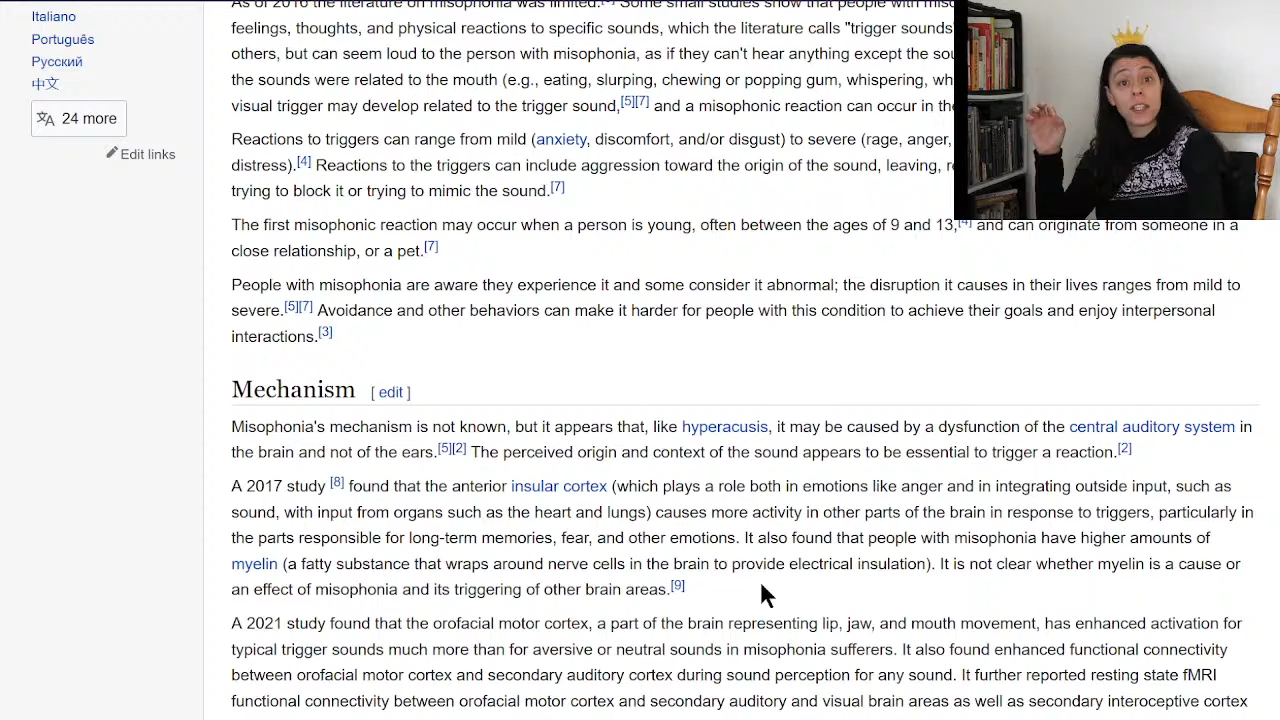 Italiano
Português
Русский
中文
24 more
Edit links
As of 2016 the literature on misophonia was limited. Some small studies show that people with
feelings, thoughts, and physical reactions to specific sounds, which the literature calls "trigger sounds
others, but can seem loud to the person with misophonia, as if they can't hear anything except the
the sounds were related to the mouth (e.g., eating, slurping, chewing or popping gum, whispering,
visual trigger may develop related to the trigger sound,[5][7] and a misophonic reaction can occur in
Reactions to triggers can range from mild (anxiety, discomfort, and/or disgust) to severe (rage, anger,
distress).[4] Reactions to the triggers can include aggression toward the origin of the sound, leaving,
trying to block it or trying to mimic the sound.[7]
The first misophonic reaction may occur when a person is young, often between the ages of 9 and 13,[4] and can originate from someone in a
close relationship, or a pet.[7]
People with misophonia are aware they experience it and some consider it abnormal; the disruption it causes in their lives ranges from mild to
severe.[5][7] Avoidance and other behaviors can make it harder for people with this condition to achieve their goals and enjoy interpersonal
interactions.[3]
Mechanism [ edit ]
Misophonia's mechanism is not known, but it appears that, like hyperacusis, it may be caused by a dysfunction of the central auditory system in
the brain and not of the ears.[5][2] The perceived origin and context of the sound appears to be essential to trigger a reaction.[2]
A 2017 study [8] found that the anterior insular cortex (which plays a role both in emotions like anger and in integrating outside input, such as
sound, with input from organs such as the heart and lungs) causes more activity in other parts of the brain in response to triggers, particularly in
the parts responsible for long-term memories, fear, and other emotions. It also found that people with misophonia have higher amounts of
myelin (a fatty substance that wraps around nerve cells in the brain to provide electrical insulation). It is not clear whether myelin is a cause or
an effect of misophonia and its triggering of other brain areas.[9]
A 2021 study found that the orofacial motor cortex, a part of the brain representing lip, jaw, and mouth movement, has enhanced activation for
typical trigger sounds much more than for aversive or neutral sounds in misophonia sufferers. It also found enhanced functional connectivity
between orofacial motor cortex and secondary auditory cortex during sound perception for any sound. It further reported resting state fMRI
functional connectivity between orofacial motor cortex and secondary auditory and visual brain areas as well as secondary interoceptive cortex